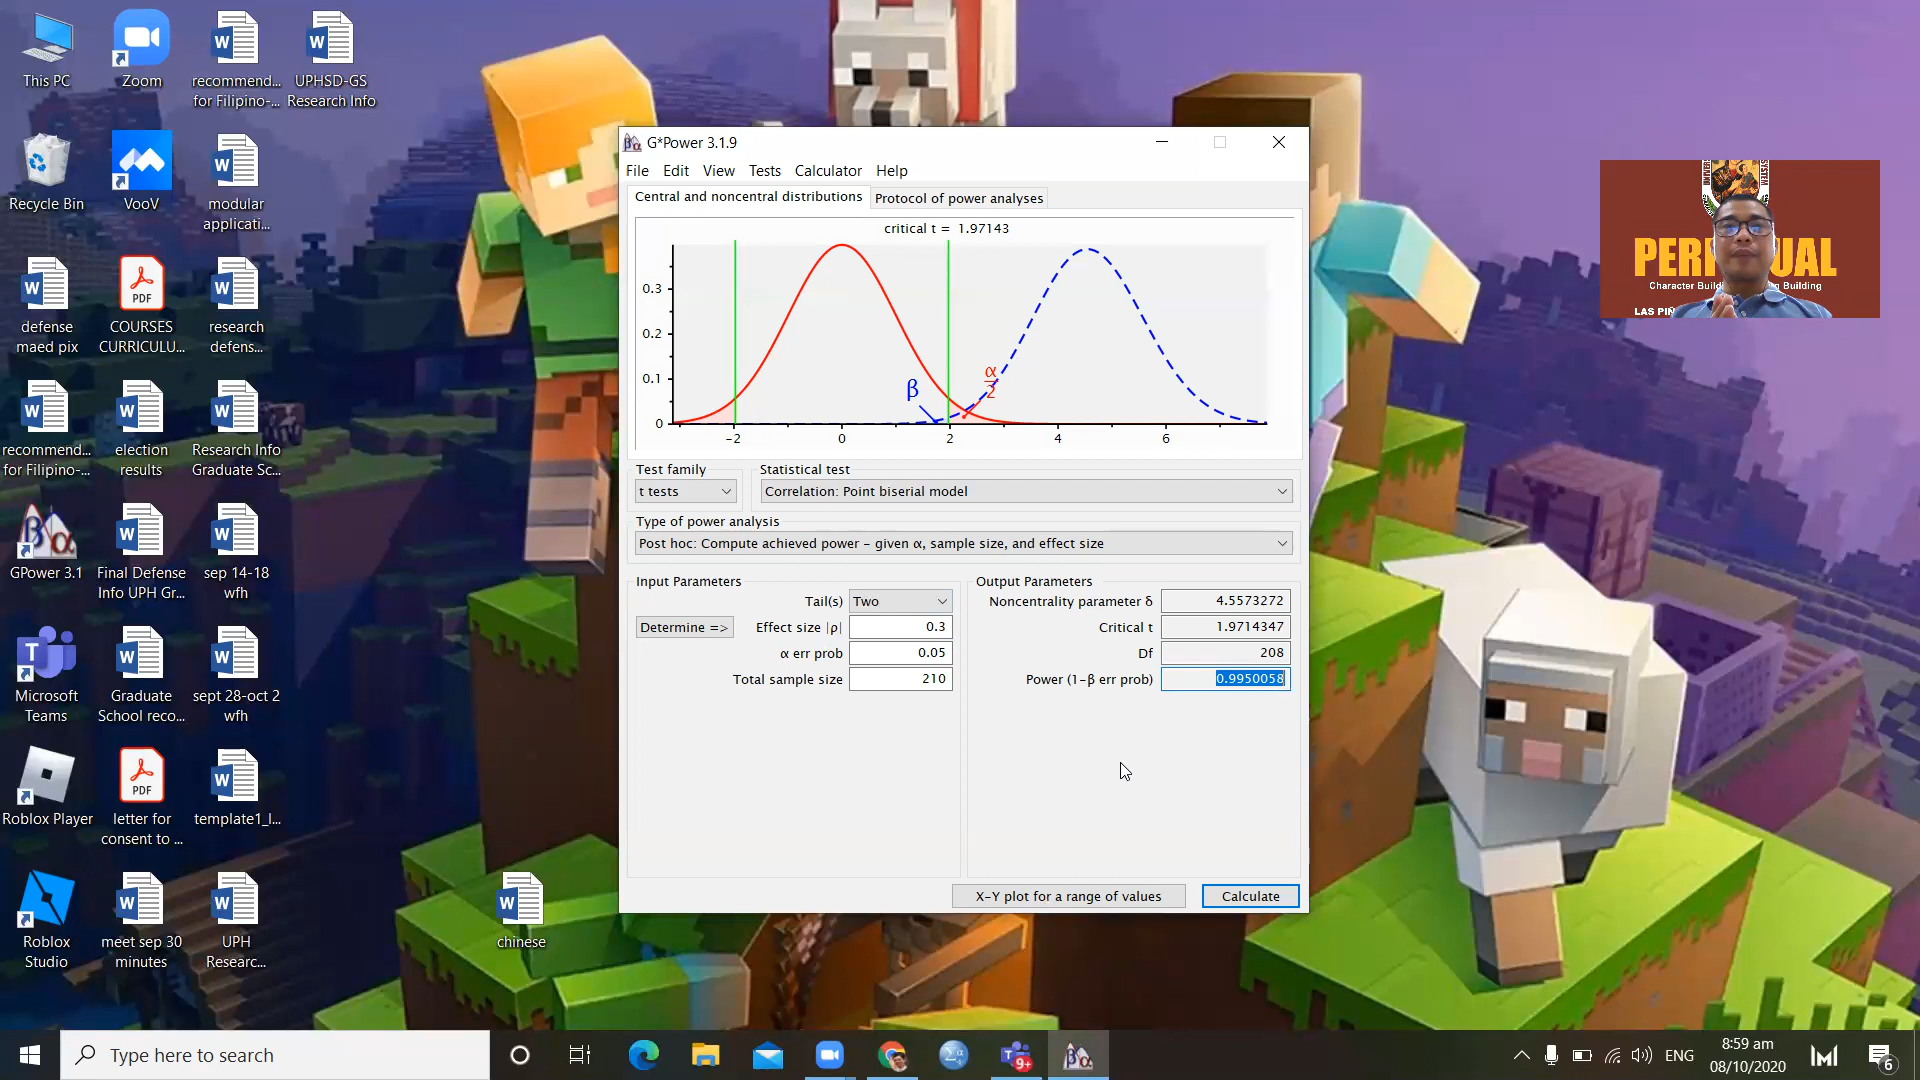 This PC
Zoom
recommend...
for Filipino-...
UPHSD-GS
Research Info
Recycle Bin
VooV
modular
applicati...
defense
maed pix
PDF
COURSES
CURRICULU...
research
defens...
recommend...
for Filipino-...
election
results
Research Info
Graduate Sc...
GPower 3.1
Final Defense
Info UPH Gr...
sep 14-18
wfh
Microsoft
Teams
Graduate
School reco...
sept 28-oct 2
wfh
Roblox Player
PDF
letter for
consent to ...
template1_l...
Roblox
Studio
meet sep 30
minutes
UPH
Researc...
chinese
G*Power 3.1.9
File Edit View Tests Calculator Help
Central and noncentral distributions
Protocol of power analyses
critical t = 1.97143
0.3
0.2
0.1
0
β
α
2
-2 0 2 4 6
Test family
Statistical test
t tests
Correlation: Point biserial model
Type of power analysis
Post hoc: Compute achieved power - given α, sample size, and effect size
Input Parameters
Tail(s) Two
Determine => Effect size |ρ| 0.3
α err prob 0.05
Total sample size 210
Output Parameters
Noncentrality parameter δ 4.5573272
Critical t 1.9714347
Df 208
Power (1-β err prob) 0.9950058
X-Y plot for a range of values
Calculate
PER UAL
Character Build g Building
LAS PIÑ
Type here to search
9+
ENG
8:59 am
08/10/2020
6